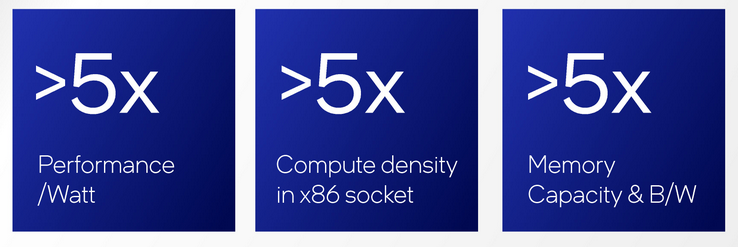 >5x
Performance
/Watt
>5x
Compute density
in x86 socket
>5x
Memory
Capacity & B/W